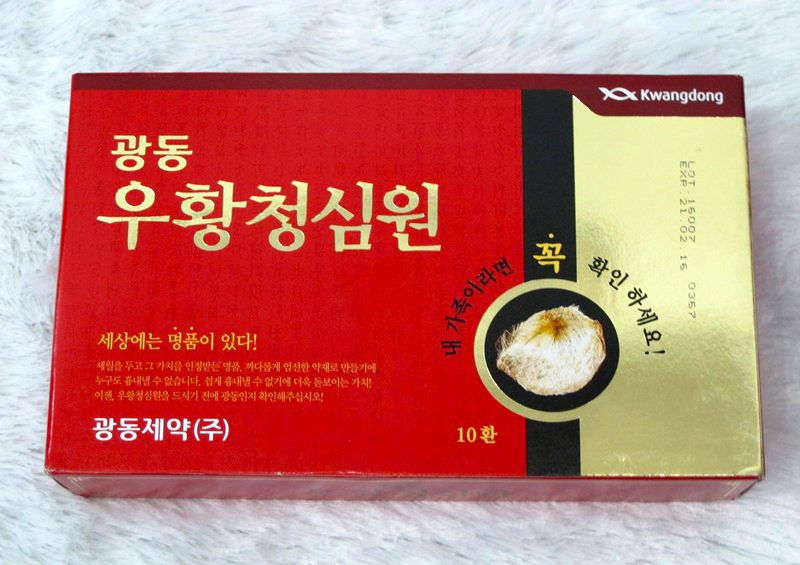 Kwangdong
광동
우황청심원
LOT 15007
EXP 21.02.16 0357
내 가족이라면 꼭 확인 하세요!
세상에는 명품이 있다!
세월을 두고 그 가치를 인정받는 명품, 까다롭게 엄선한 약재로 만들기에
누구도 흉내낼 수 없습니다. 쉽게 흉내낼 수 없기에 더욱 돋보이는 가치!
이젠, 우황청심원을 드시기 전에 광동인지 확인해주십시오!
광동제약(주)
10환